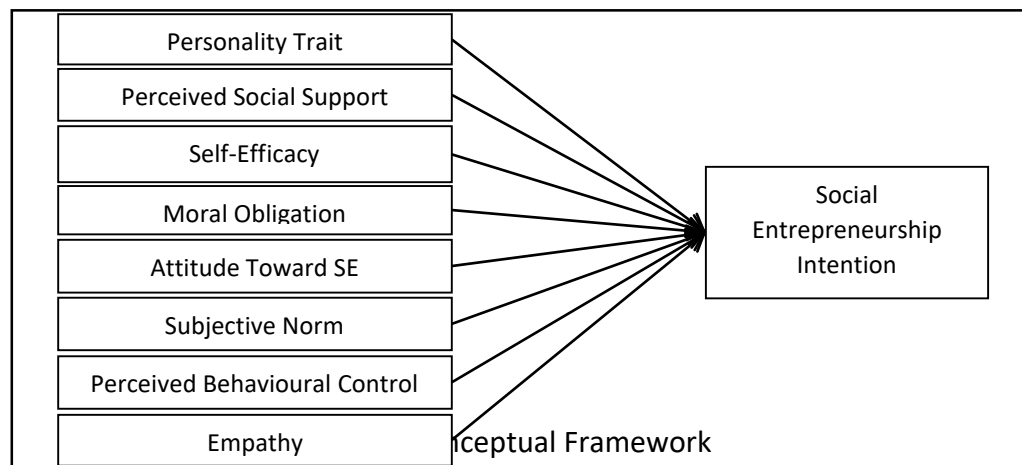 Personality Trait
Perceived Social Support
Self-Efficacy
Moral Obligation
Attitude Toward SE
Subjective Norm
Perceived Behavioural Control
Empathy
Social
Entrepreneurship
Intention
Framework